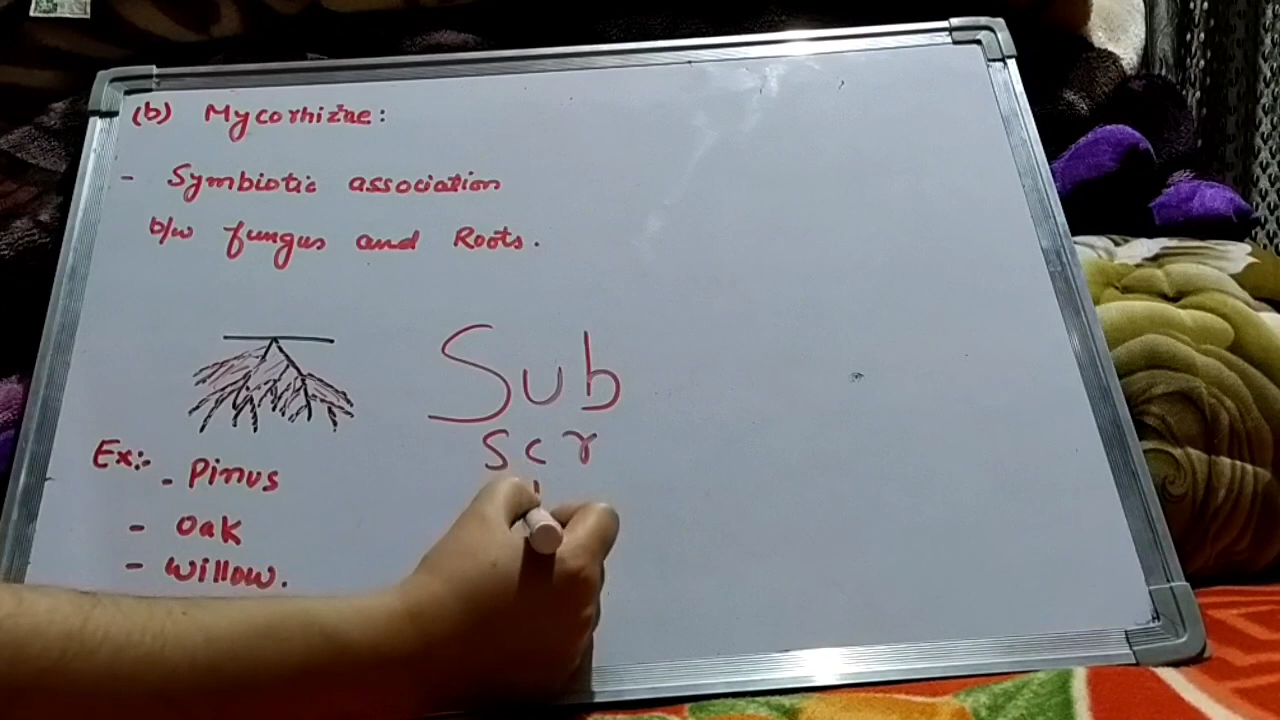 (b) Mycorhizae:
- Symbiotic association
b/w fungus and Roots.
Sub
scr
Ex:- - Pinus
- Oak
- Willow.